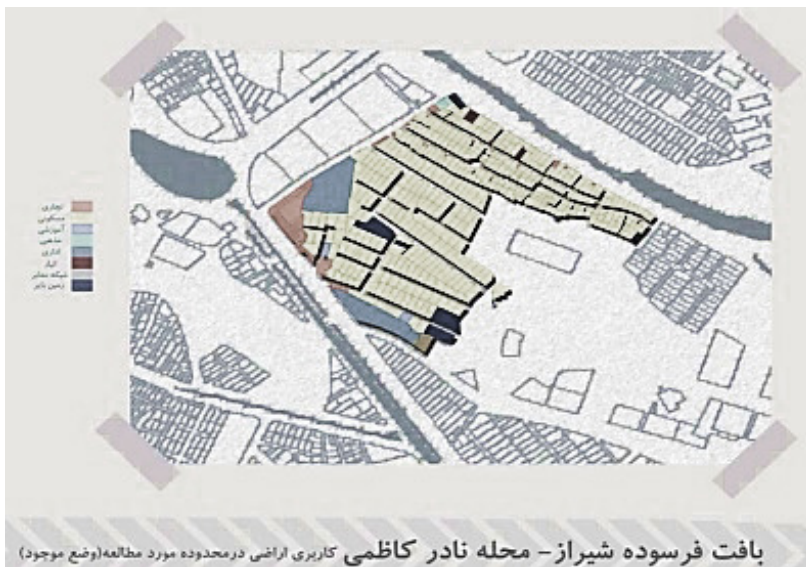 تجاری
مسکونی
آموزشی
مذهبی
اداری
انبار
شبکه معابر
زمین بایر
بافت فرسوده شیراز- محله نادر کاظمی کاربری اراضی درمحدوده مورد مطالعه(وضع موجود)